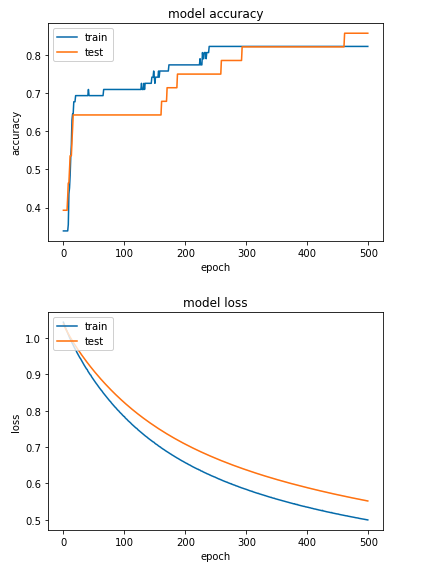 model accuracy
train
test
0.8
0.7
0.6
0.5
0.4
accuracy
0 100 200 300 400 500
epoch
model loss
train
test
1.0
0.9
0.8
0.7
0.6
0.5
loss
0 100 200 300 400 500
epoch